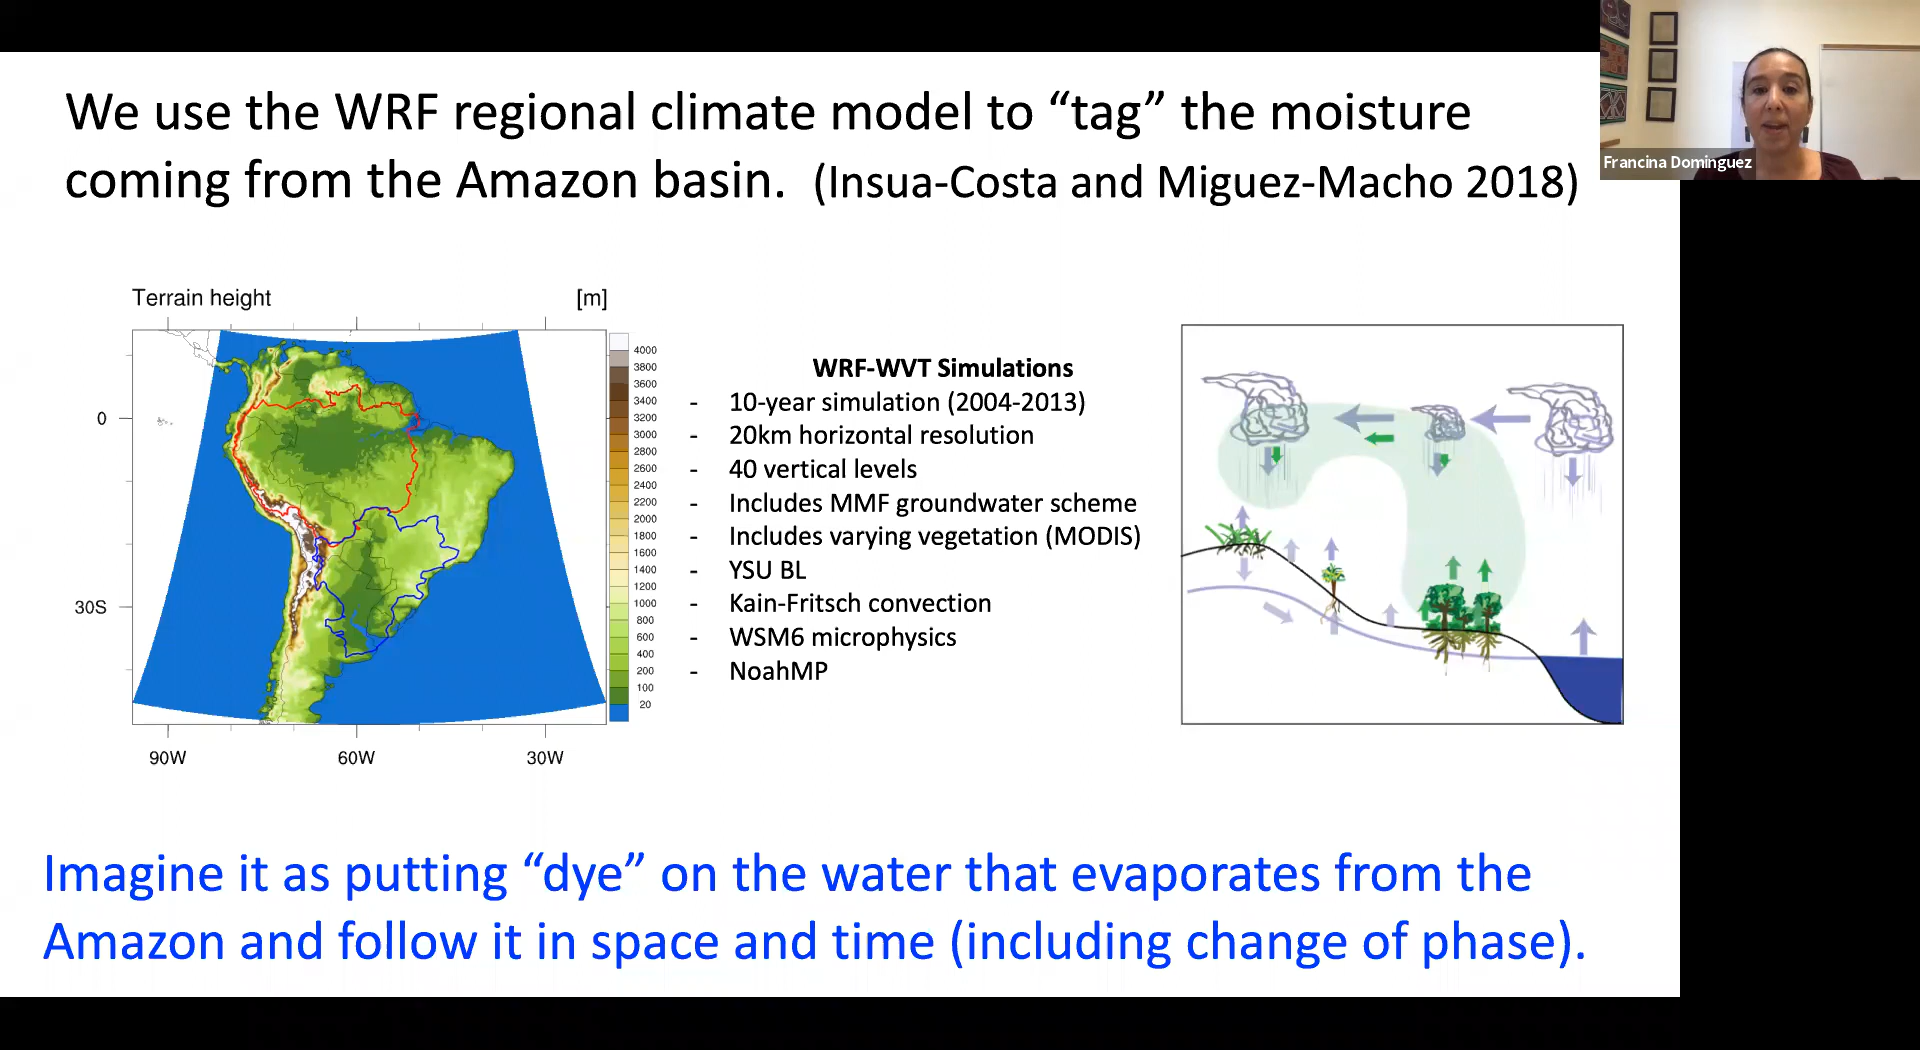 We use the WRF regional climate model to “tag” the moisture
coming from the Amazon basin. (Insua-Costa and Miguez-Macho 2018)
Francina Dominguez
Terrain height [m]
4000
3800
3600
3400
3200
3000
2800
2600
2400
2200
2000
1800
1600
1400
1200
1000
800
600
400
200
100
20
0
30S
90W 60W 30W
WRF-WVT Simulations
- 10-year simulation (2004-2013)
- 20km horizontal resolution
- 40 vertical levels
- Includes MMF groundwater scheme
- Includes varying vegetation (MODIS)
- YSU BL
- Kain-Fritsch convection
- WSM6 microphysics
- NoahMP
Imagine it as putting “dye” on the water that evaporates from the
Amazon and follow it in space and time (including change of phase).